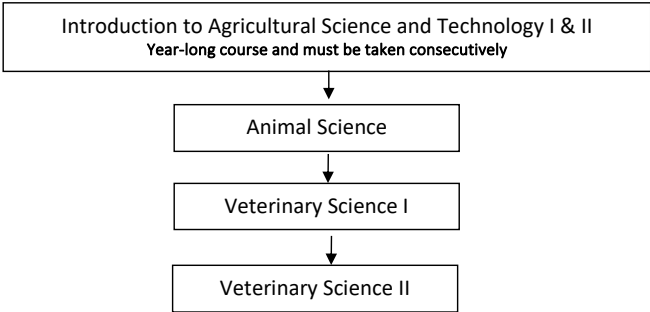 Introduction to Agricultural Science and Technology I & II
Year-long course and must be taken consecutively
Animal Science
Veterinary Science I
Veterinary Science II